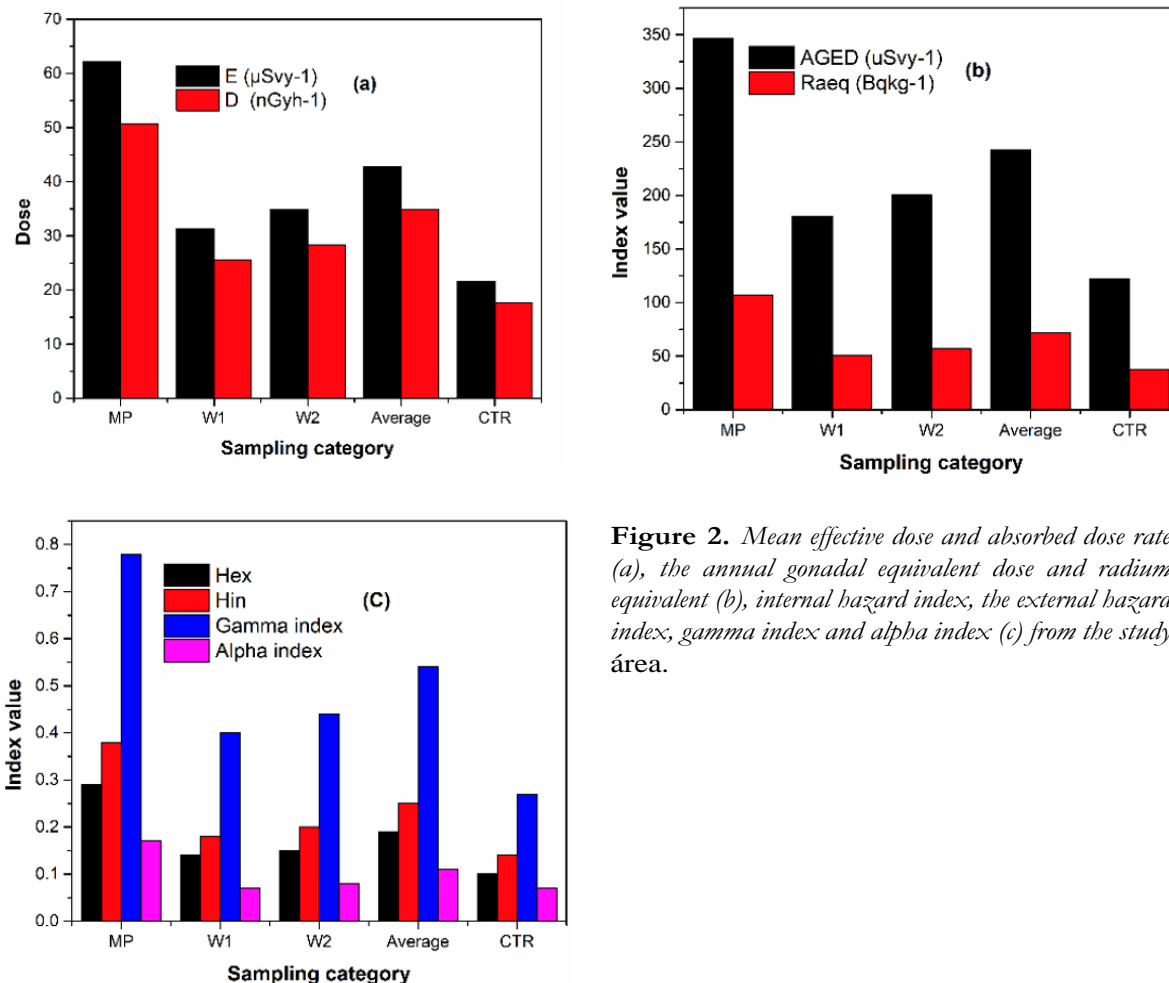 70
60
50
40
30
20
10
0
Dose
E (µSvy-1)
D (nGyh-1)
(a)
MP W1 W2 Average CTR
Sampling category
350
300
250
200
150
100
50
0
Index value
AGED (uSvy-1)
Raeq (Bqkg-1)
(b)
MP W1 W2 Average CTR
Sampling category
0.8
0.7
0.6
0.5
0.4
0.3
0.2
0.1
0.0
Index value
Hex
Hin
Gamma index
Alpha index
(C)
MP W1 W2 Average CTR
Sampling category
Figure 2. Mean effective dose and absorbed dose rate
(a), the annual gonadal equivalent dose and radium
equivalent (b), internal hazard index, the external hazard
index, gamma index and alpha index (c) from the study
área.